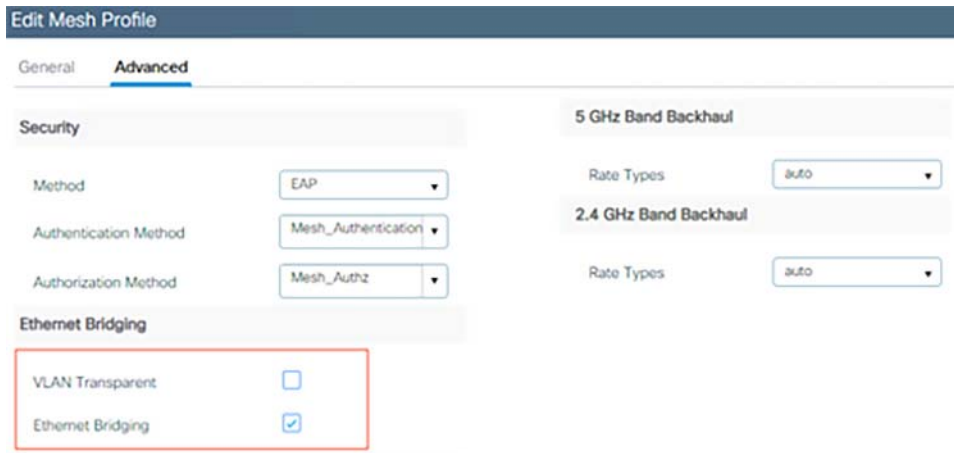 Edit Mesh Profile
General Advanced
Security
Method EAP
Authentication Method Mesh_Authentication
Authorization Method Mesh_Authz
Ethernet Bridging
VLAN Transparent
Ethernet Bridging
5 GHz Band Backhaul
Rate Types auto
2.4 GHz Band Backhaul
Rate Types auto